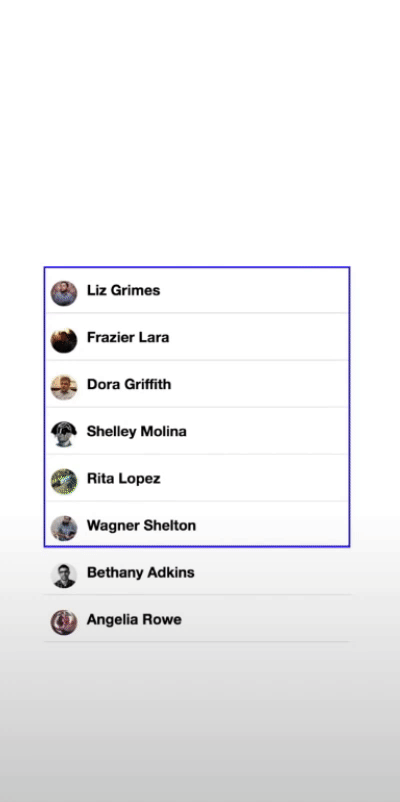 Liz Grimes
Frazier Lara
Dora Griffith
Shelley Molina
Rita Lopez
Wagner Shelton
Bethany Adkins
Angelia Rowe